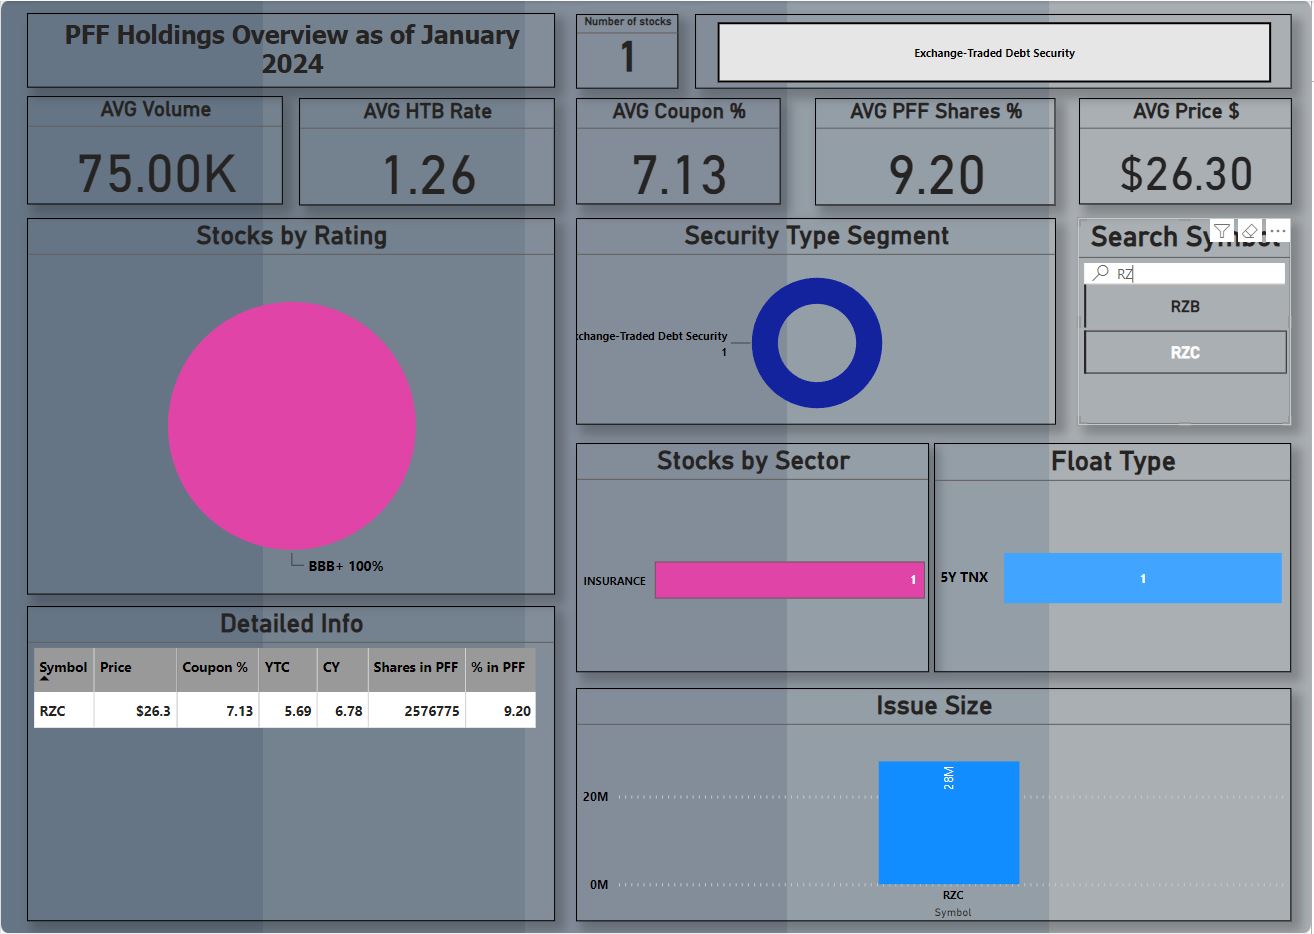 PFF Holdings Overview as of January
2024
Number of stocks
1
Exchange-Traded Debt Security
AVG Volume
75.00K
AVG HTB Rate
1.26
AVG Coupon %
7.13
AVG PFF Shares %
9.20
AVG Price $
$26.30
Stocks by Rating
BBB+ 100%
Security Type Segment
xchange-Traded Debt Security
1
Search Symbol
RZ
RZB
RZC
Stocks by Sector
INSURANCE 1
Float Type
5Y TNX 1
Detailed Info
Symbol Price Coupon % YTC CY Shares in PFF % in PFF
RZC $26.3 7.13 5.69 6.78 2576775 9.20
Issue Size
28M
20M
0M
RZC
Symbol